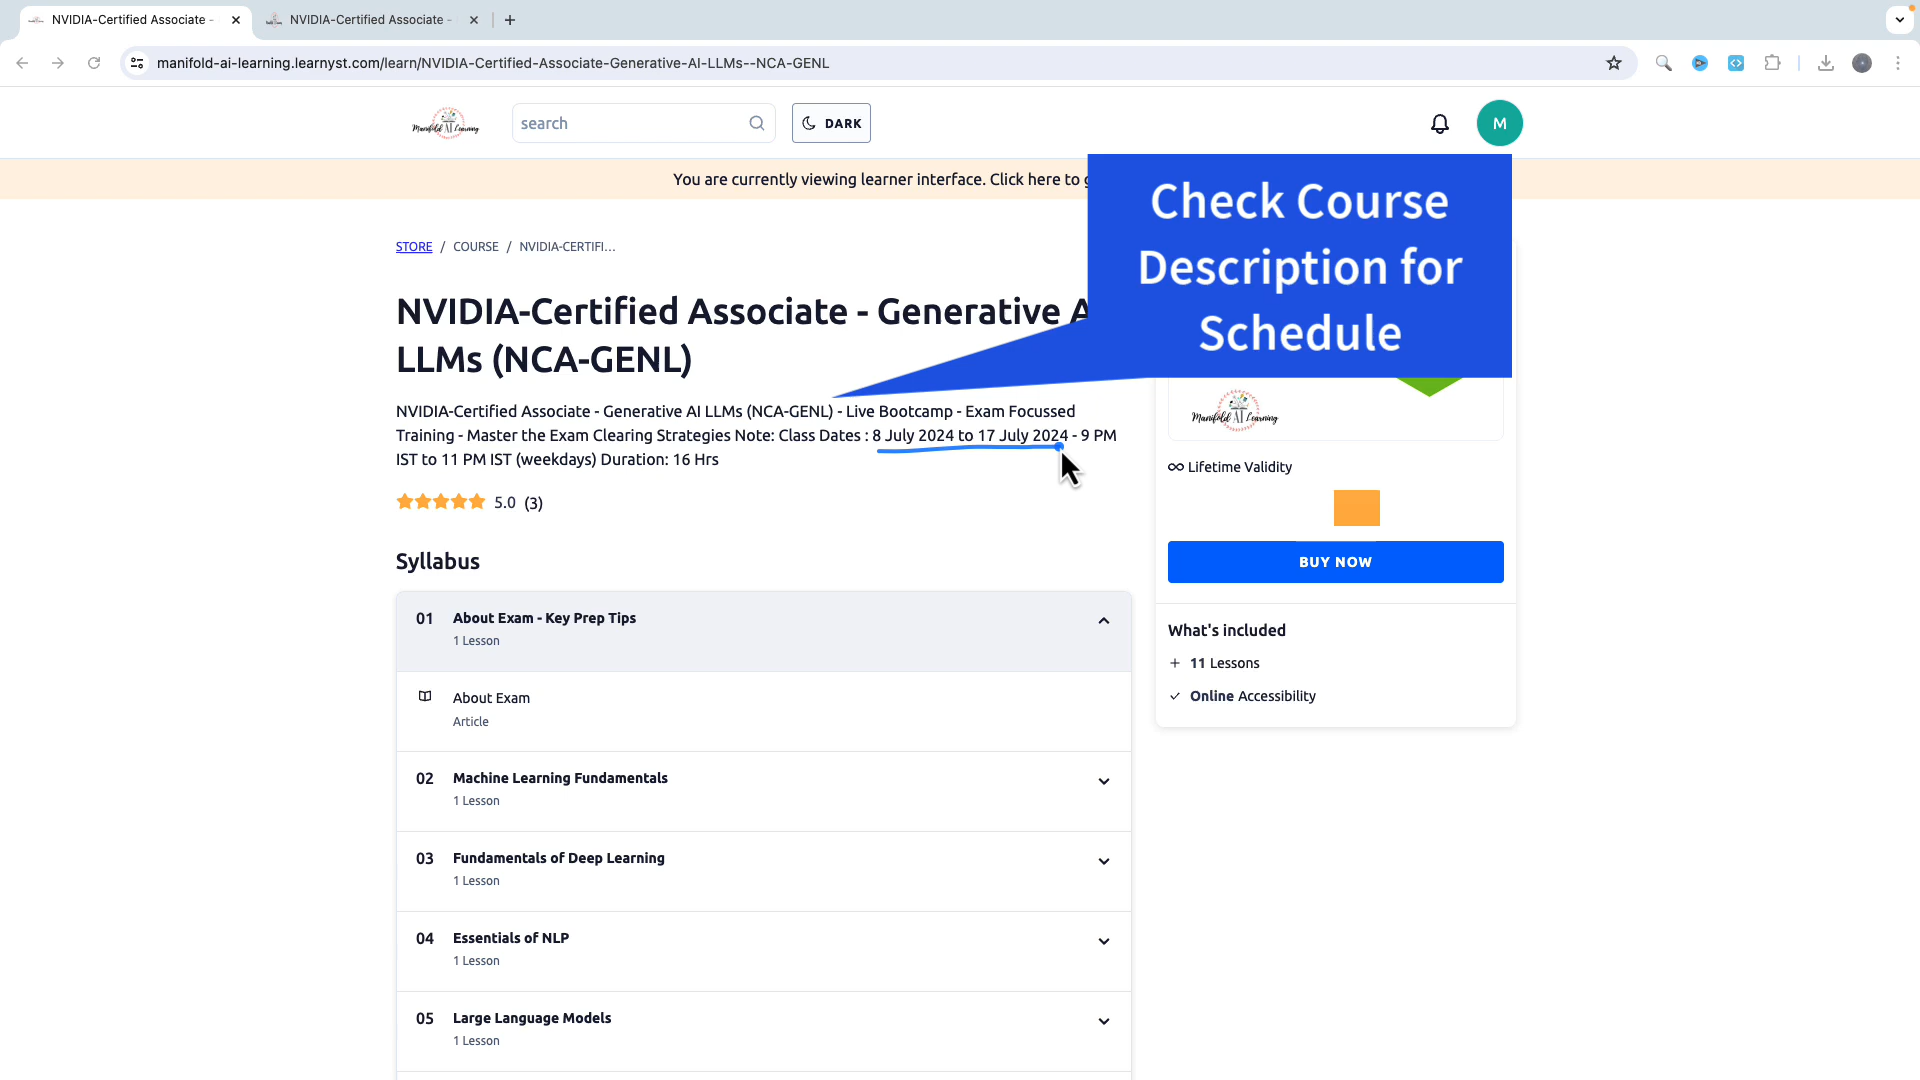 NVIDIA-Certified Associate -
NVIDIA-Certified Associate -
manifold-ai-learning.learnyst.com/learn/NVIDIA-Certified-Associate-Generative-AI-LLMs--NCA-GENL
Manifold AI Learning
search
DARK
M
You are currently viewing learner interface. Click here to g
Check Course
Description for
Schedule
STORE / COURSE / NVIDIA-CERTIFI...
NVIDIA-Certified Associate - Generative A
LLMs (NCA-GENL)
NVIDIA-Certified Associate - Generative AI LLMs (NCA-GENL) - Live Bootcamp - Exam Focussed
Training - Master the Exam Clearing Strategies Note: Class Dates : 8 July 2024 to 17 July 2024 - 9 PM
IST to 11 PM IST (weekdays) Duration: 16 Hrs
5.0 (3)
Syllabus
01 About Exam - Key Prep Tips
1 Lesson
About Exam
Article
02 Machine Learning Fundamentals
1 Lesson
03 Fundamentals of Deep Learning
1 Lesson
04 Essentials of NLP
1 Lesson
05 Large Language Models
1 Lesson
Manifold AI Learning
Lifetime Validity
BUY NOW
What's included
11 Lessons
Online Accessibility